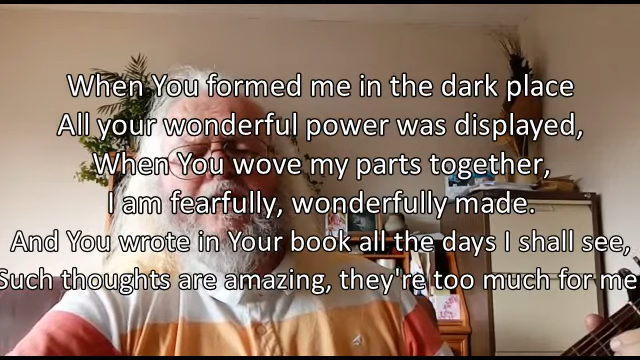 When You formed me in the dark place
All your wonderful power was displayed,
When You wove my parts together,
I am fearfully, wonderfully made.
And You wrote in Your book all the days I shall see,
Such thoughts are amazing, they're too much for me